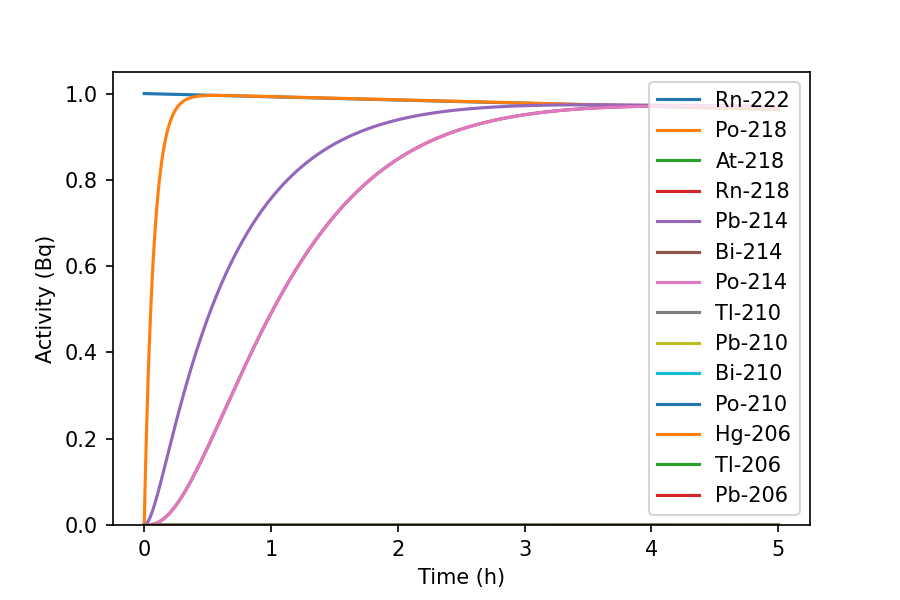 1.0
0.8
0.6
0.4
0.2
0.0
Activity (Bq)
0 1 2 3 4 5
Time (h)
Rn-222
Po-218
At-218
Rn-218
Pb-214
Bi-214
Po-214
Tl-210
Pb-210
Bi-210
Po-210
Hg-206
Tl-206
Pb-206